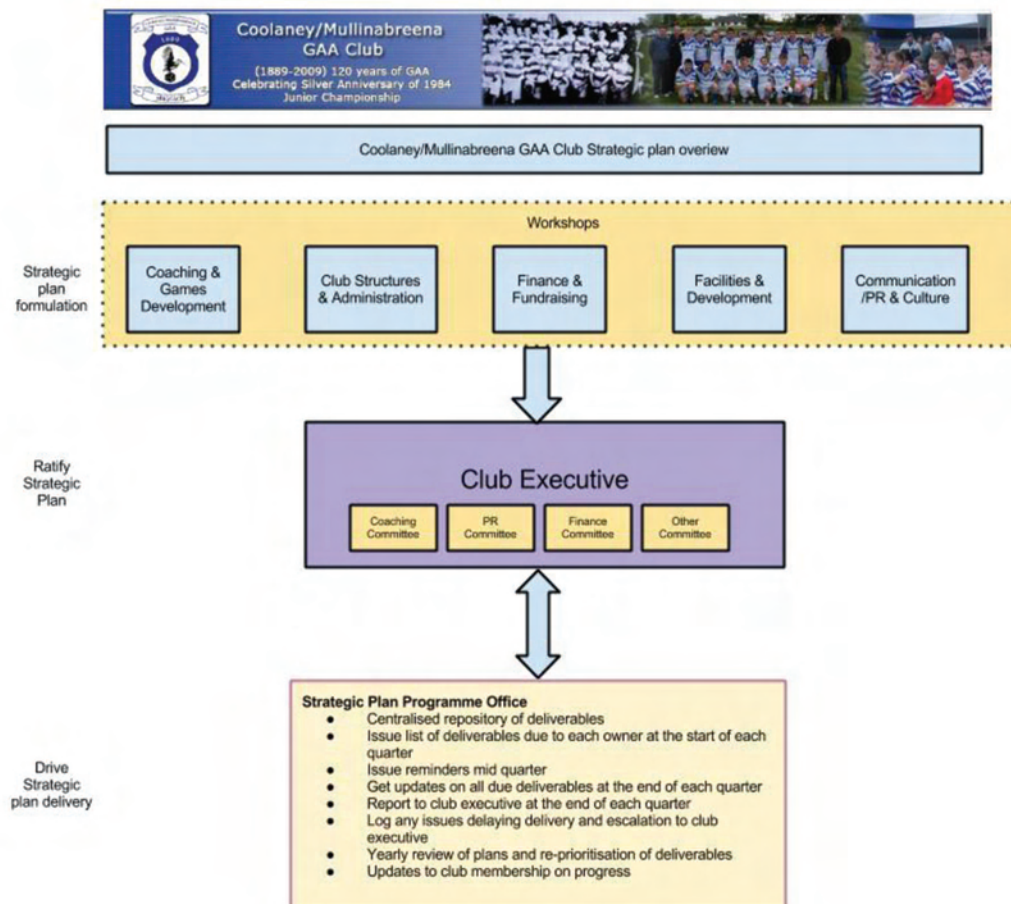 Coolaney/Mullinabreena
GAA Club
(1889-2009) 120 years of GAA
Celebrating Silver Anniversary of 1984
Junior Championship
Coolaney/Mullinabreena GAA Club Strategic plan overiew
Strategic
plan
formulation
Workshops
Coaching &
Games
Development
Club Structures
& Administration
Finance &
Fundraising
Facilities &
Development
Communication
/PR & Culture
Ratify
Strategic
Plan
Club Executive
Coaching
Committee
PR
Committee
Finance
Committee
Other
Committee
Drive
Strategic
plan delivery
Strategic Plan Programme Office
● Centralised repository of deliverables
● Issue list of deliverables due to each owner at the start of each
quarter
● Issue reminders mid quarter
● Get updates on all due deliverables at the end of each quarter
● Report to club executive at the end of each quarter
● Log any issues delaying delivery and escalation to club
executive
● Yearly review of plans and re-prioritisation of deliverables
● Updates to club membership on progress